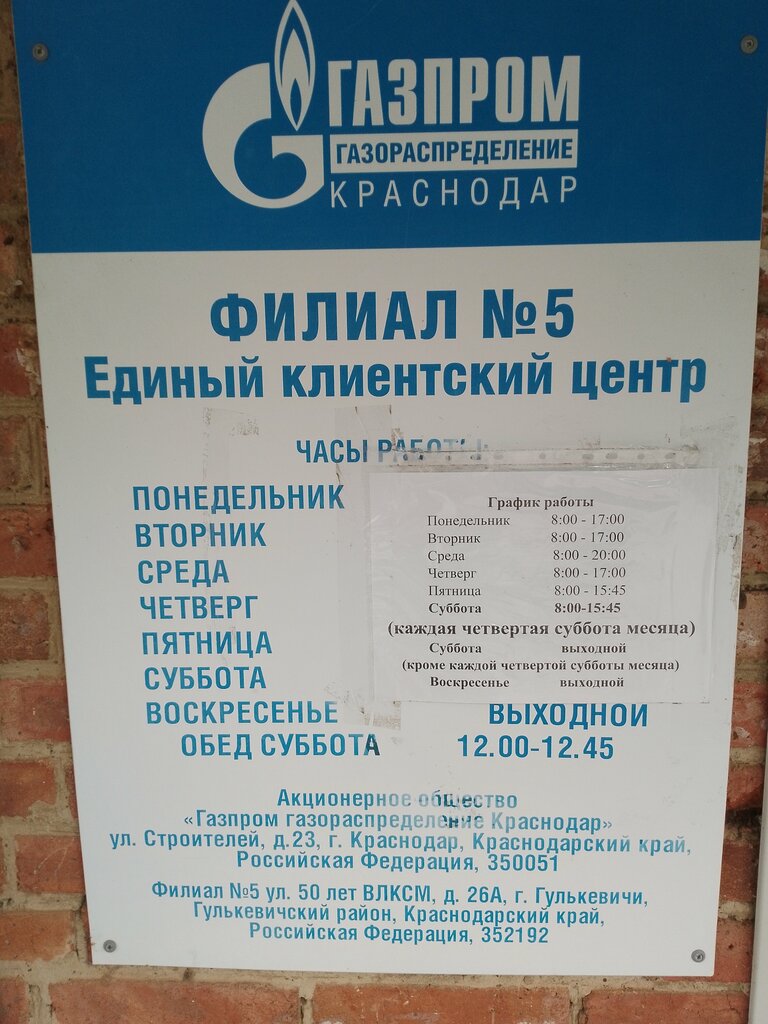 ГАЗПРОМ
ГАЗОРАСПРЕДЕЛЕНИЕ
КРАСНОДАР
ФИЛИАЛ №5
Единый клиентский центр
ЧАСЫ РАБОТЫ:
ПОНЕДЕЛЬНИК
ВТОРНИК
СРЕДА
ЧЕТВЕРГ
ПЯТНИЦА
СУББОТА
График работы
Понедельник 8:00 - 17:00
Вторник 8:00 - 17:00
Среда 8:00 - 20:00
Четверг 8:00 - 17:00
Пятница 8:00 - 15:45
Суббота 8:00-15:45
(каждая четвертая суббота месяца)
Суббота выходной
(кроме каждой четвертой субботы месяца)
Воскресенье выходной
ВОСКРЕСЕНЬЕ ВЫХОДНОЙ
ОБЕД СУББОТА 12.00-12.45
Акционерное общество
«Газпром газораспределение Краснодар»
ул. Строителей, д.23, г. Краснодар, Краснодарский край,
Российская Федерация, 350051
Филиал №5 ул. 50 лет ВЛКСМ, д. 26А, г. Гулькевичи,
Гулькевичский район, Краснодарский край,
Российская Федерация, 352192